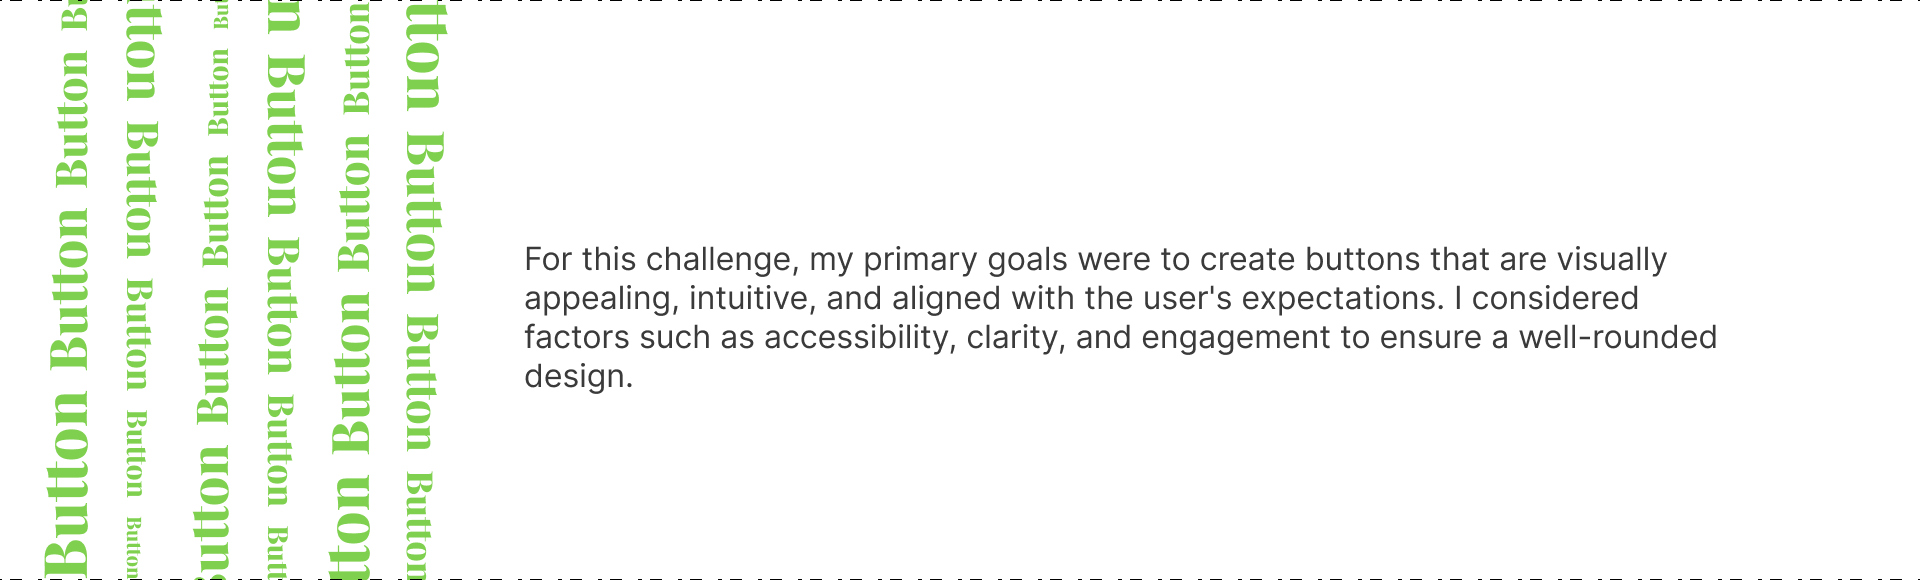 Button Button Button Bu
tton Button Button Button Button
utton Button Button Button Bu
n Button Button Button Butt
tton Button Button Button
tton Button Button Button
For this challenge, my primary goals were to create buttons that are visually
appealing, intuitive, and aligned with the user's expectations. I considered
factors such as accessibility, clarity, and engagement to ensure a well-rounded
design.